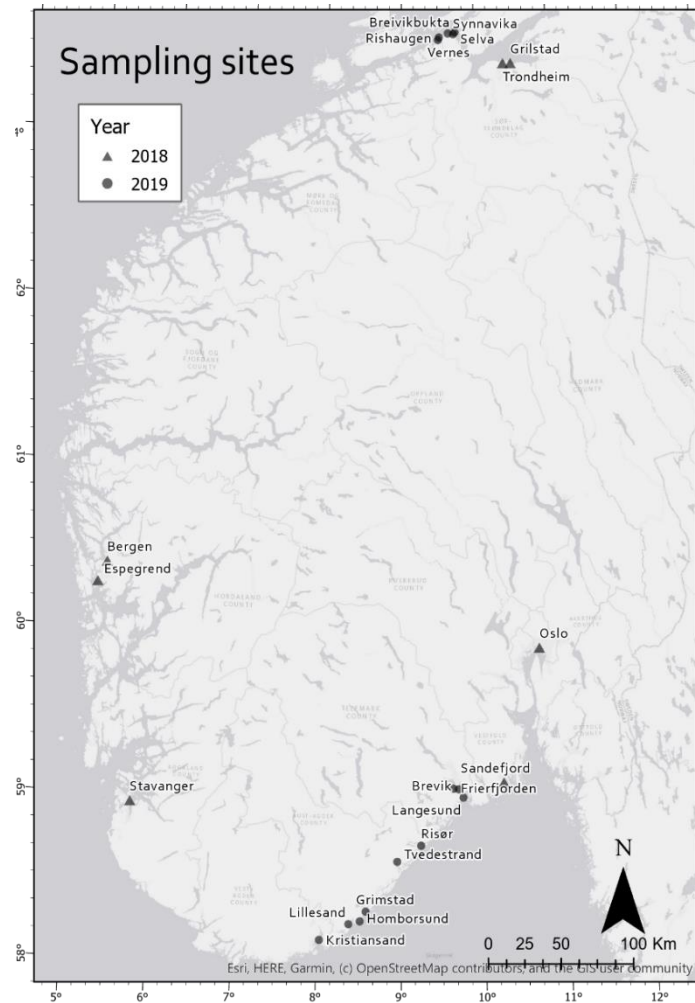 Breivikbukta Synnavika
Rishaugen Selva
Vernes
Grilstad
Trondheim
Sampling sites
Year
2018
2019
62°
61°
Bergen
Espegrend
60°
Oslo
59°
Sandefjord
Stavanger
Brevik Frierfjorden
Langesund
Risør
Tvedestrand
Grimstad
Lillesand
Homborsund
Kristiansand
N
0 25 50 100 Km
58°
Esri, HERE, Garmin, (c) OpenStreetMap contributors, and the GIS user community
5° 6° 7° 8° 9° 10° 11° 12°